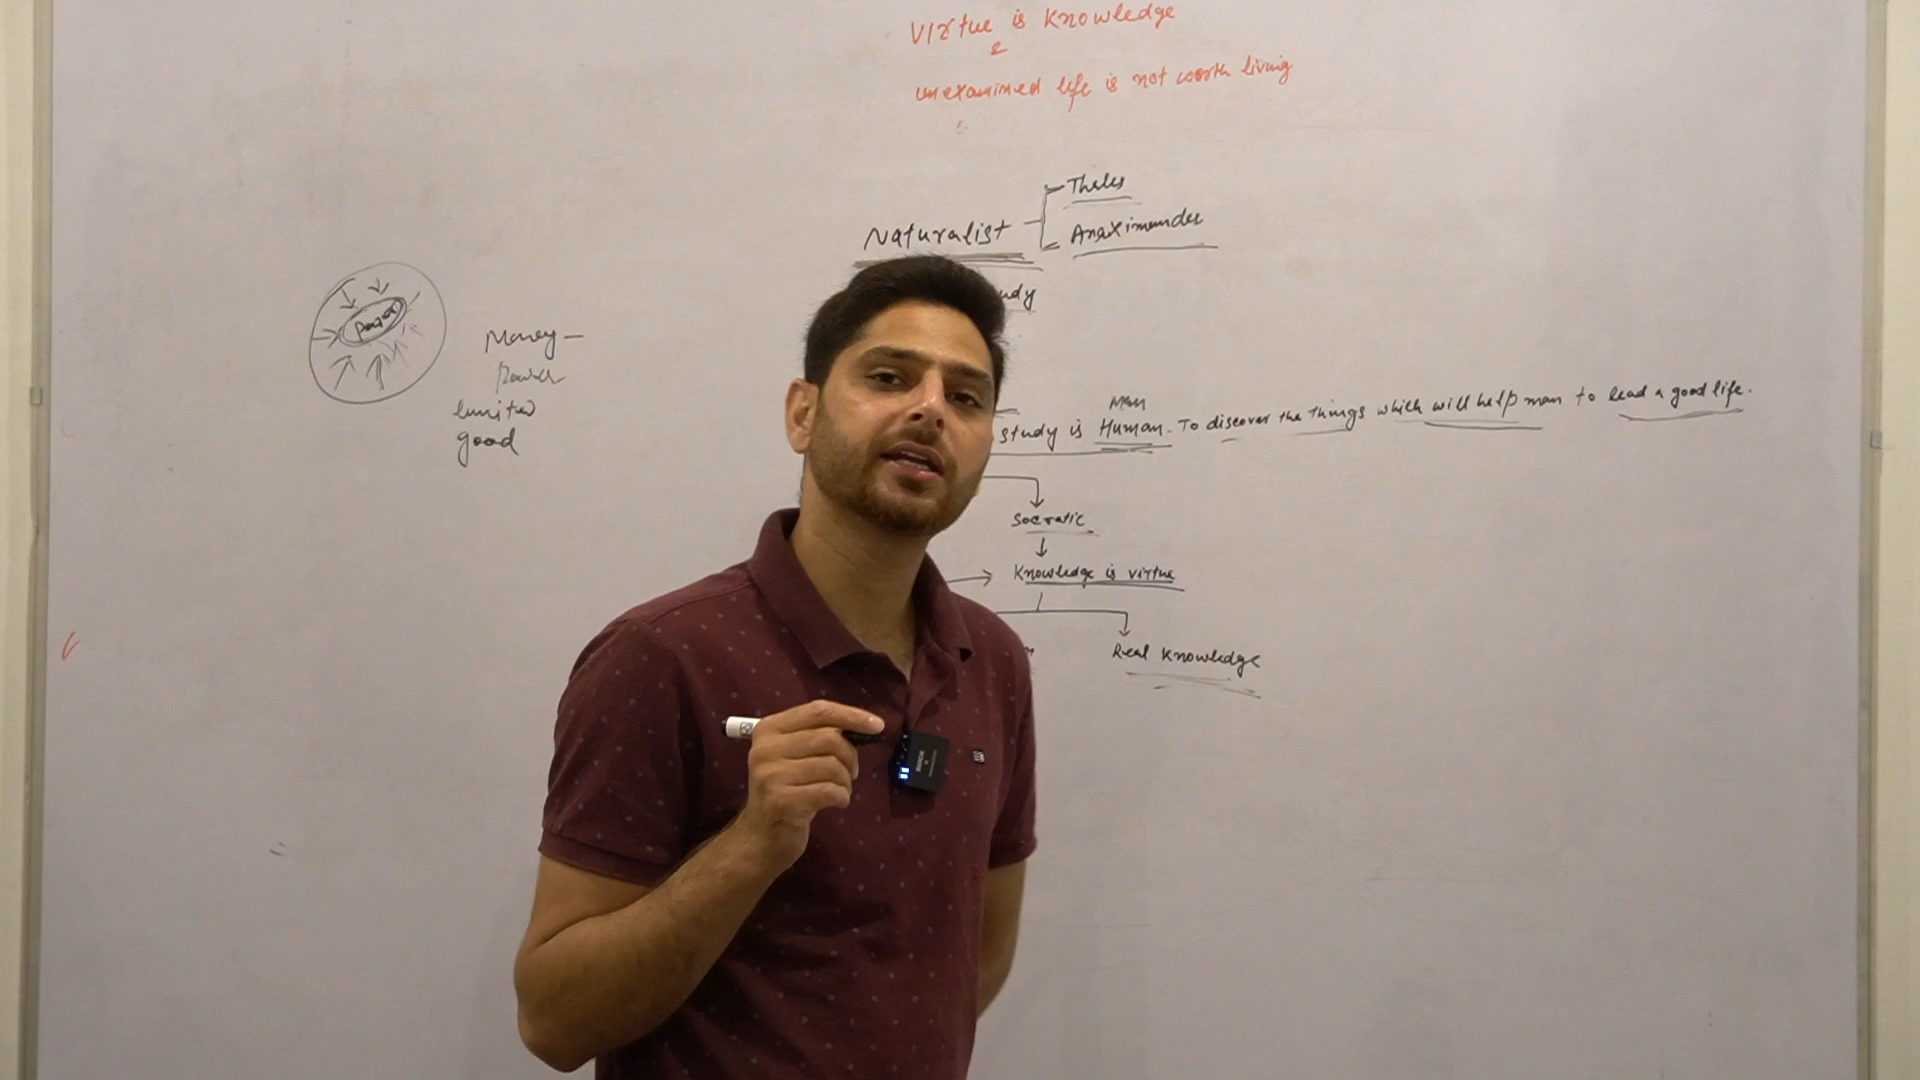 Virtue is Knowledge
&
unexamined life is not worth living
Thales
Naturalist
Anaximander
udy
Power
Money –
Power
limited
good
Man
study is Human. To discover the things which will help man to lead a good life.
Socratic
Knowledge is virtue
n
Real Knowledge